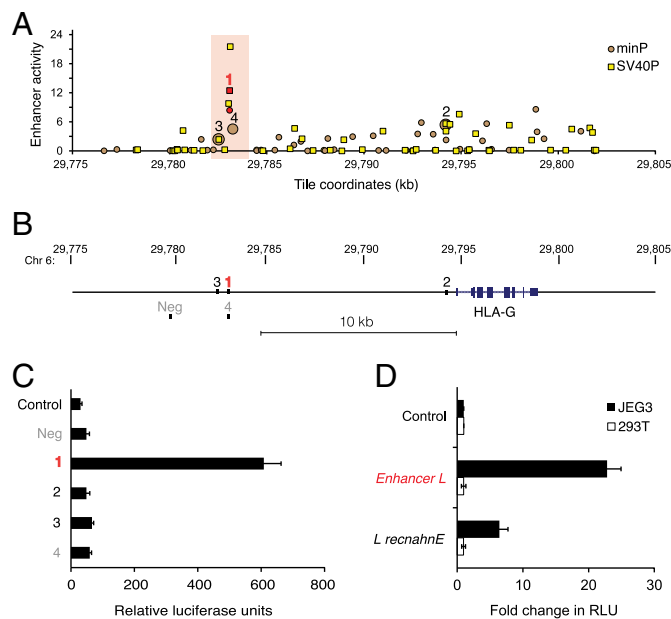 A
Enhancer activity
24
18
12
6
0
1
3
4
2
minP
SV40P
29,775
29,780
29,785
29,790
29,795
29,800
29,805
Tile coordinates (kb)
B
29,775
29,780
29,785
29,790
29,795
29,800
29,805
Chr 6:
3
1
2
Neg
4
HLA-G
10 kb
C
Control
Neg
1
2
3
4
0
200
400
600
800
Relative luciferase units
D
JEG3
293T
Control
Enhancer L
L recnahnE
0
10
20
30
Fold change in RLU